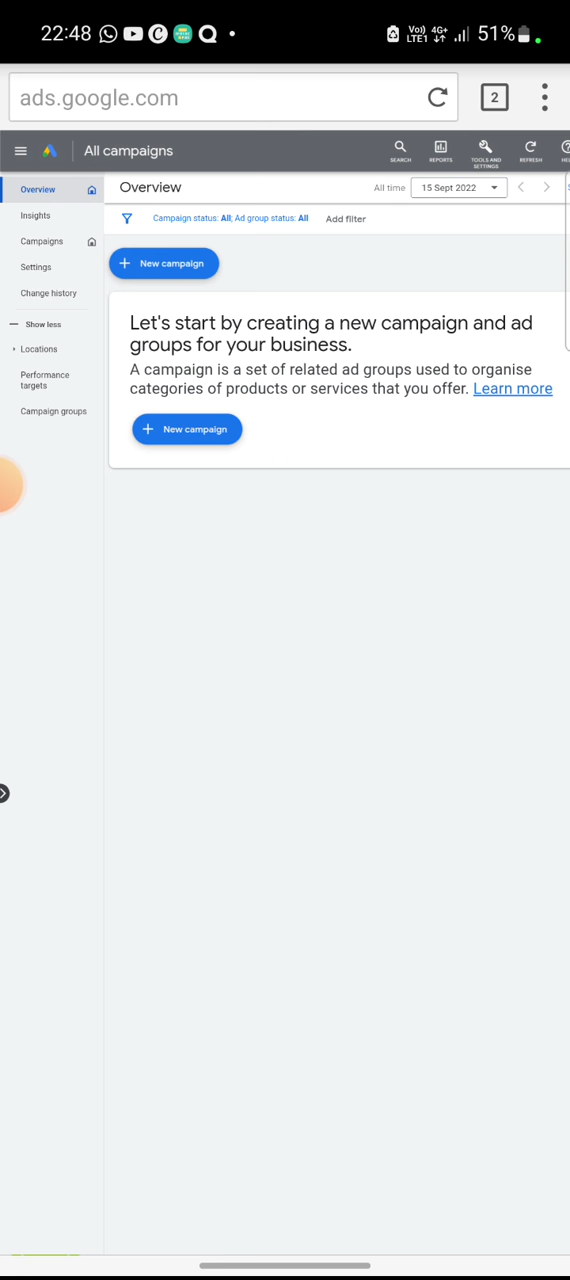 22:48
Vo)) 4G+
LTE1
51%
ads.google.com
2
All campaigns
SEARCH
REPORTS
TOOLS AND
SETTINGS
REFRESH
Overview
Insights
Campaigns
Settings
Change history
Show less
Locations
Performance
targets
Campaign groups
Overview
All time
15 Sept 2022
Campaign status: All; Ad group status: All
Add filter
New campaign
Let's start by creating a new campaign and ad
groups for your business.
A campaign is a set of related ad groups used to organise
categories of products or services that you offer. Learn more
New campaign